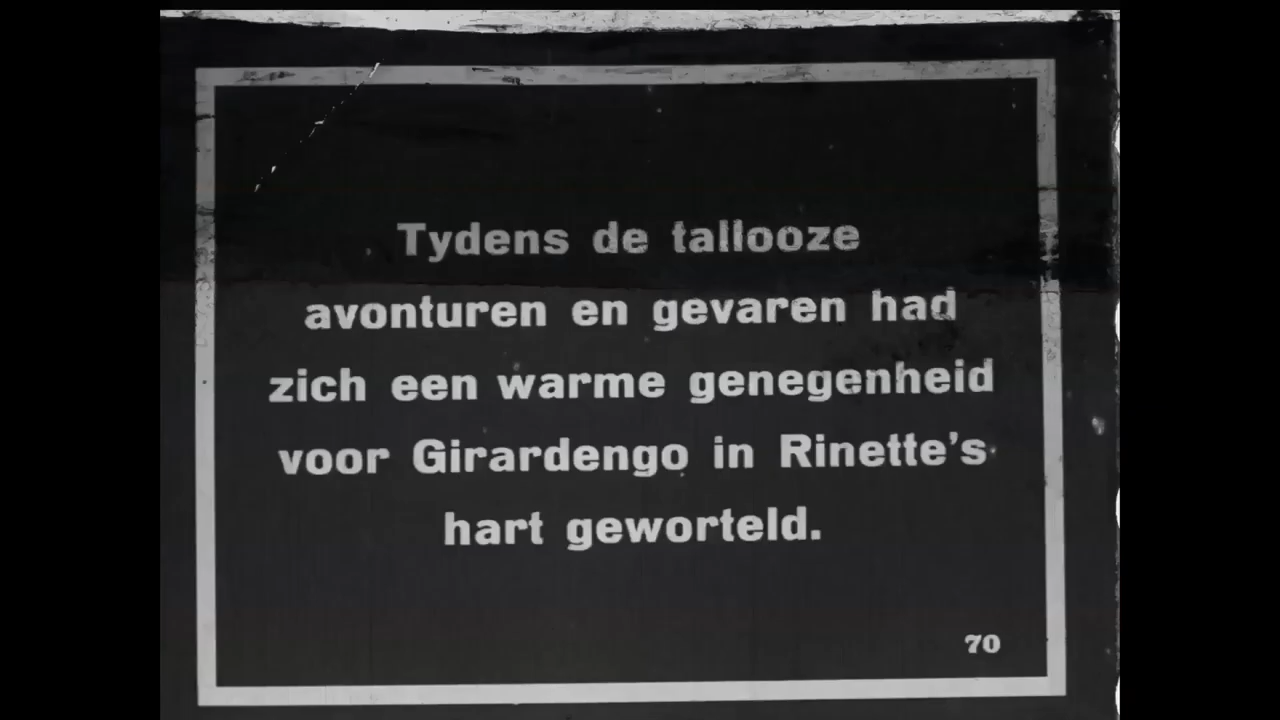 Tydens de tallooze
avonturen en gevaren had
zich een warme genegenheid
voor Girardengo in Rinette's
hart geworteld.
70